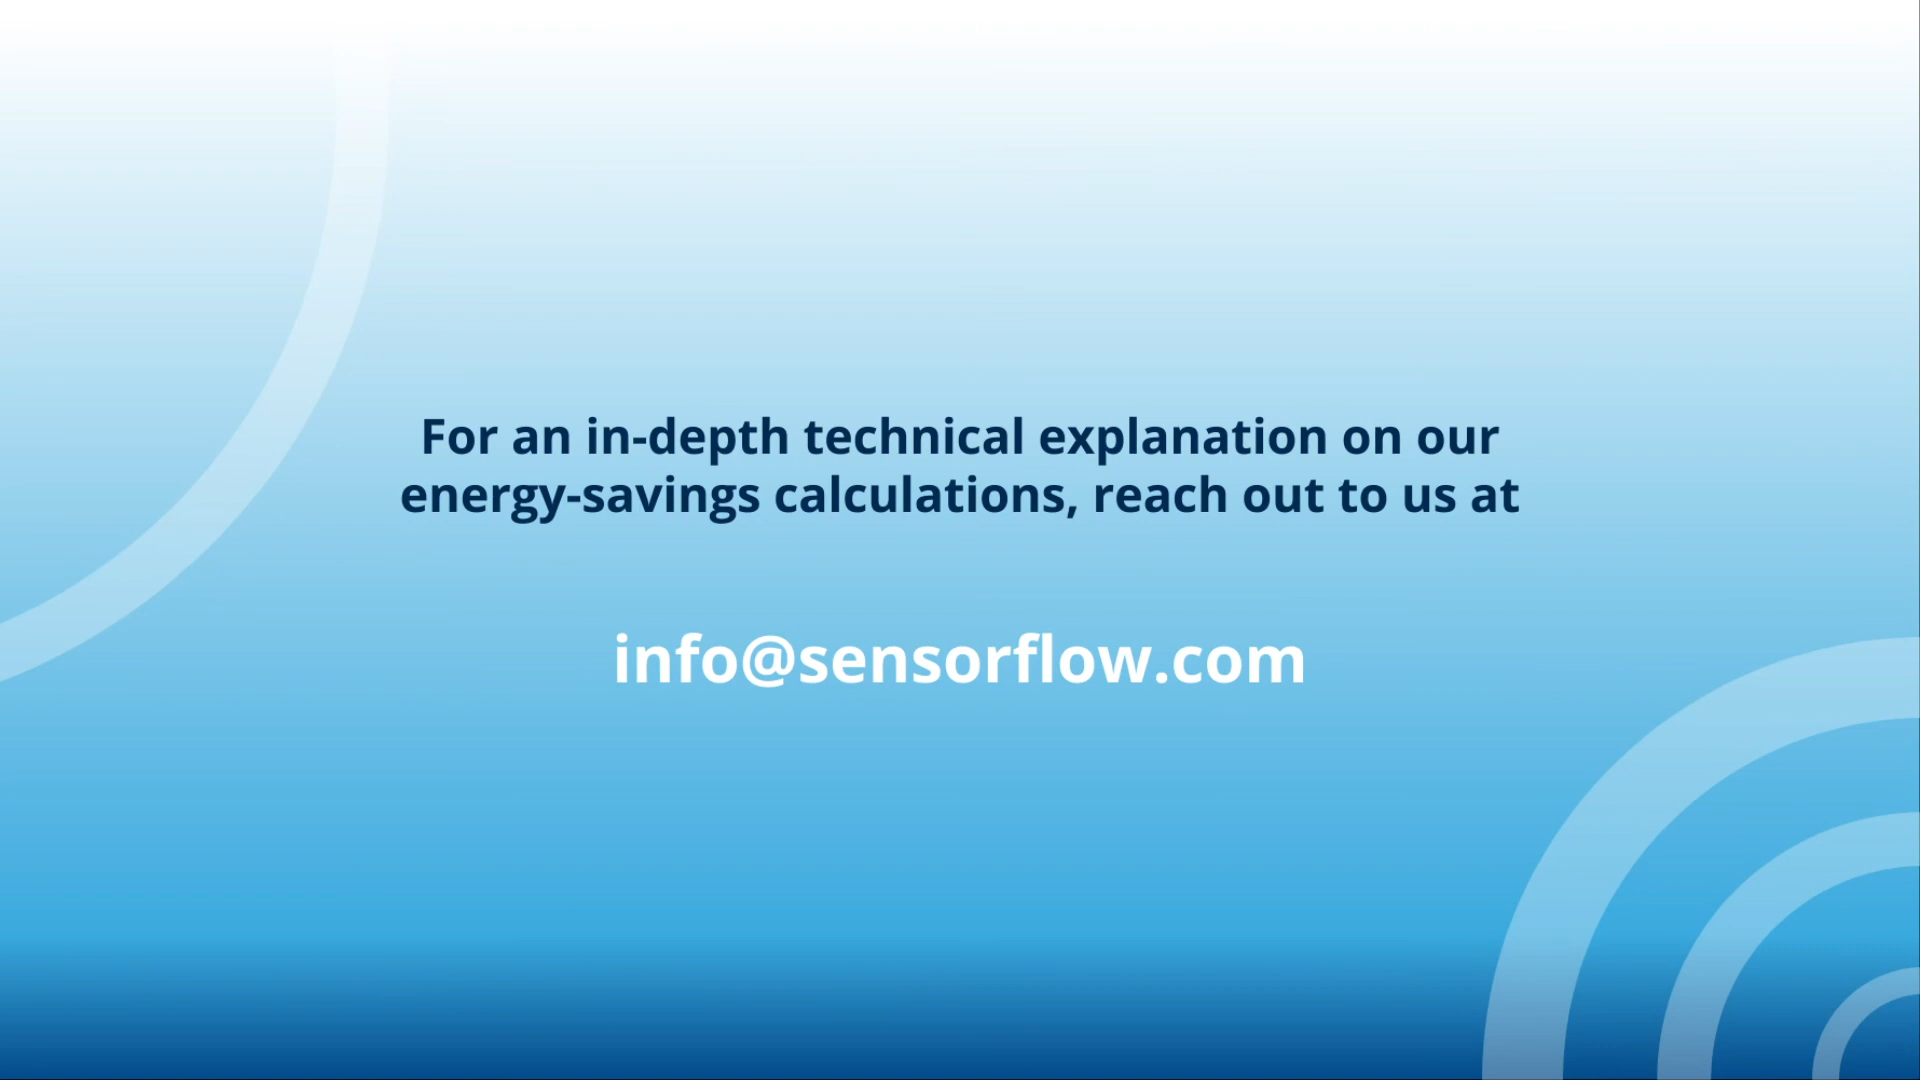 For an in-depth technical explanation on our
energy-savings calculations, reach out to us at
info@sensorflow.com